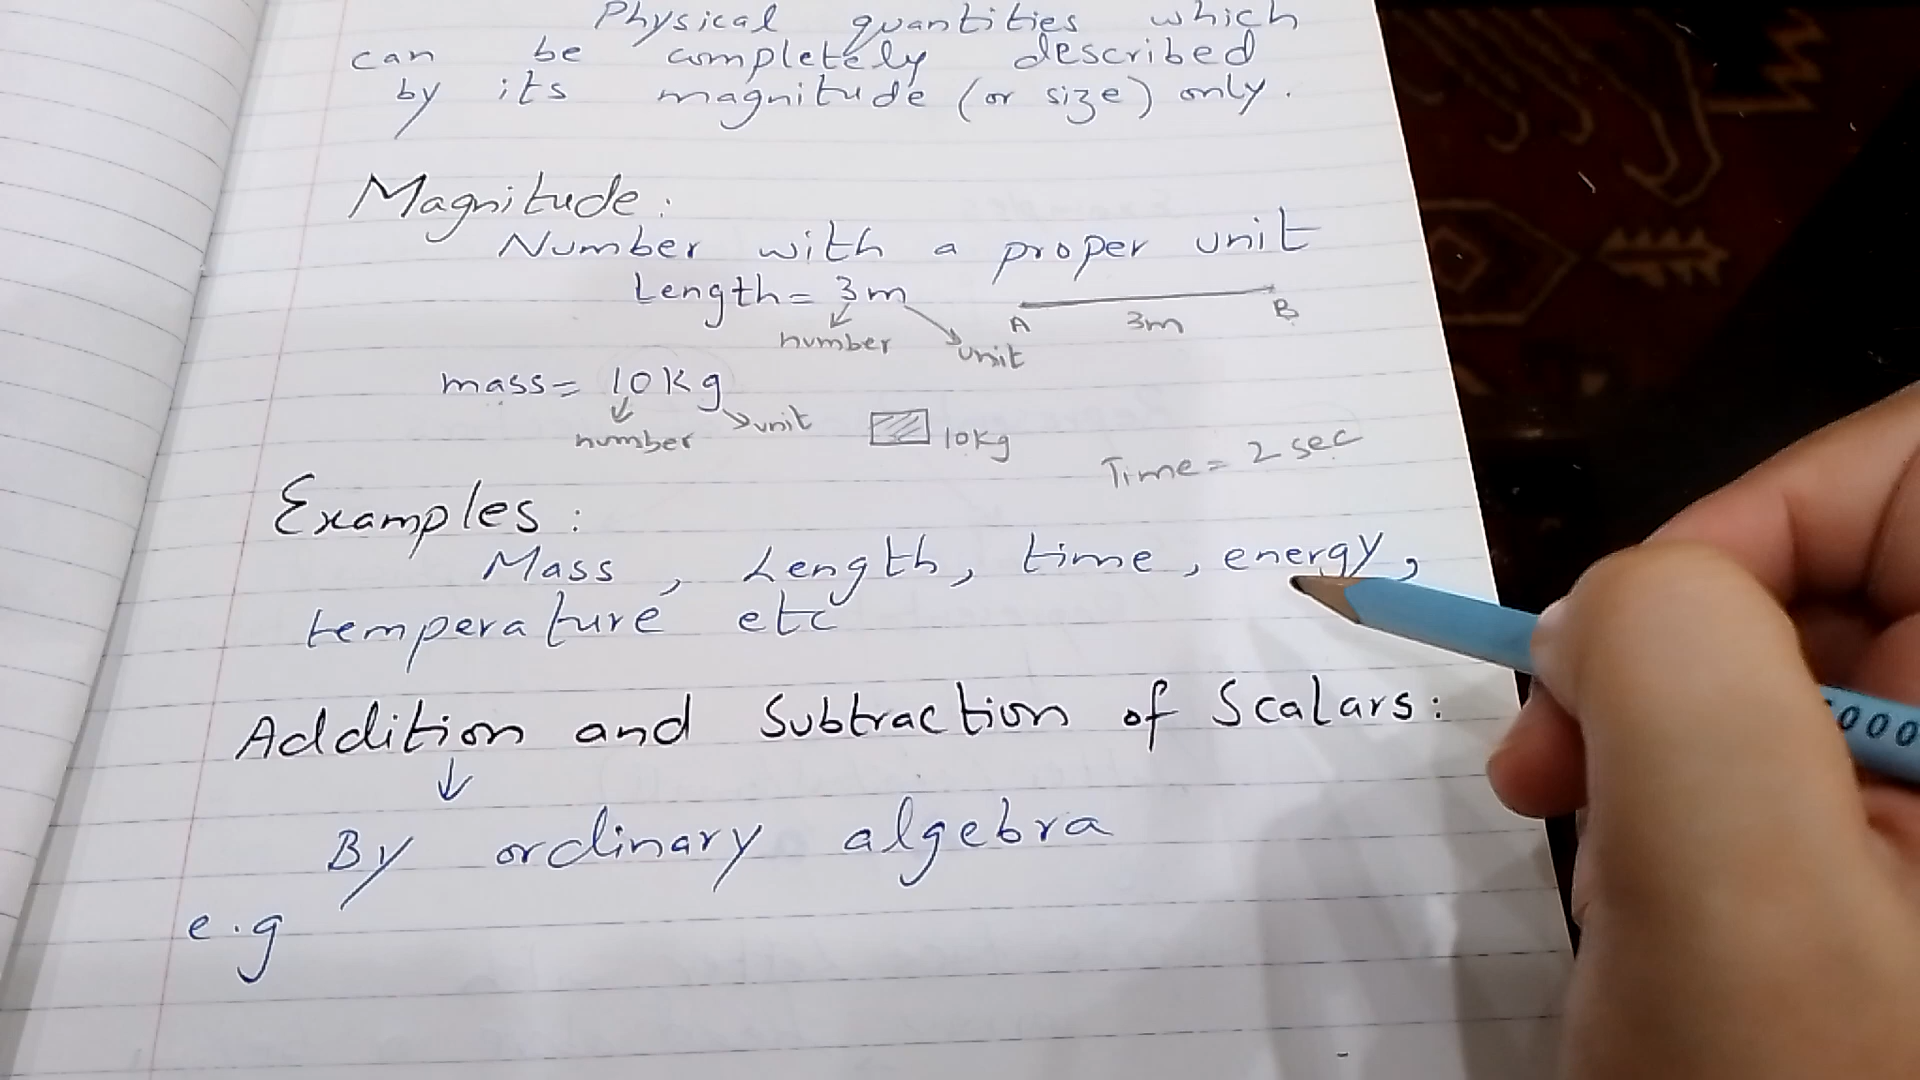 Physical quantities which
can be completely described
by its magnitude (or size) only.
Magnitude:
Number with a proper unit
Length = 3m
number
unit
A 3m B
mass = 10Kg
number
unit
10Kg
Time = 2 sec
Examples:
Mass, Length, time, energy,
temperature etc
Addition and Subtraction of Scalars:
By ordinary algebra
e.g
000